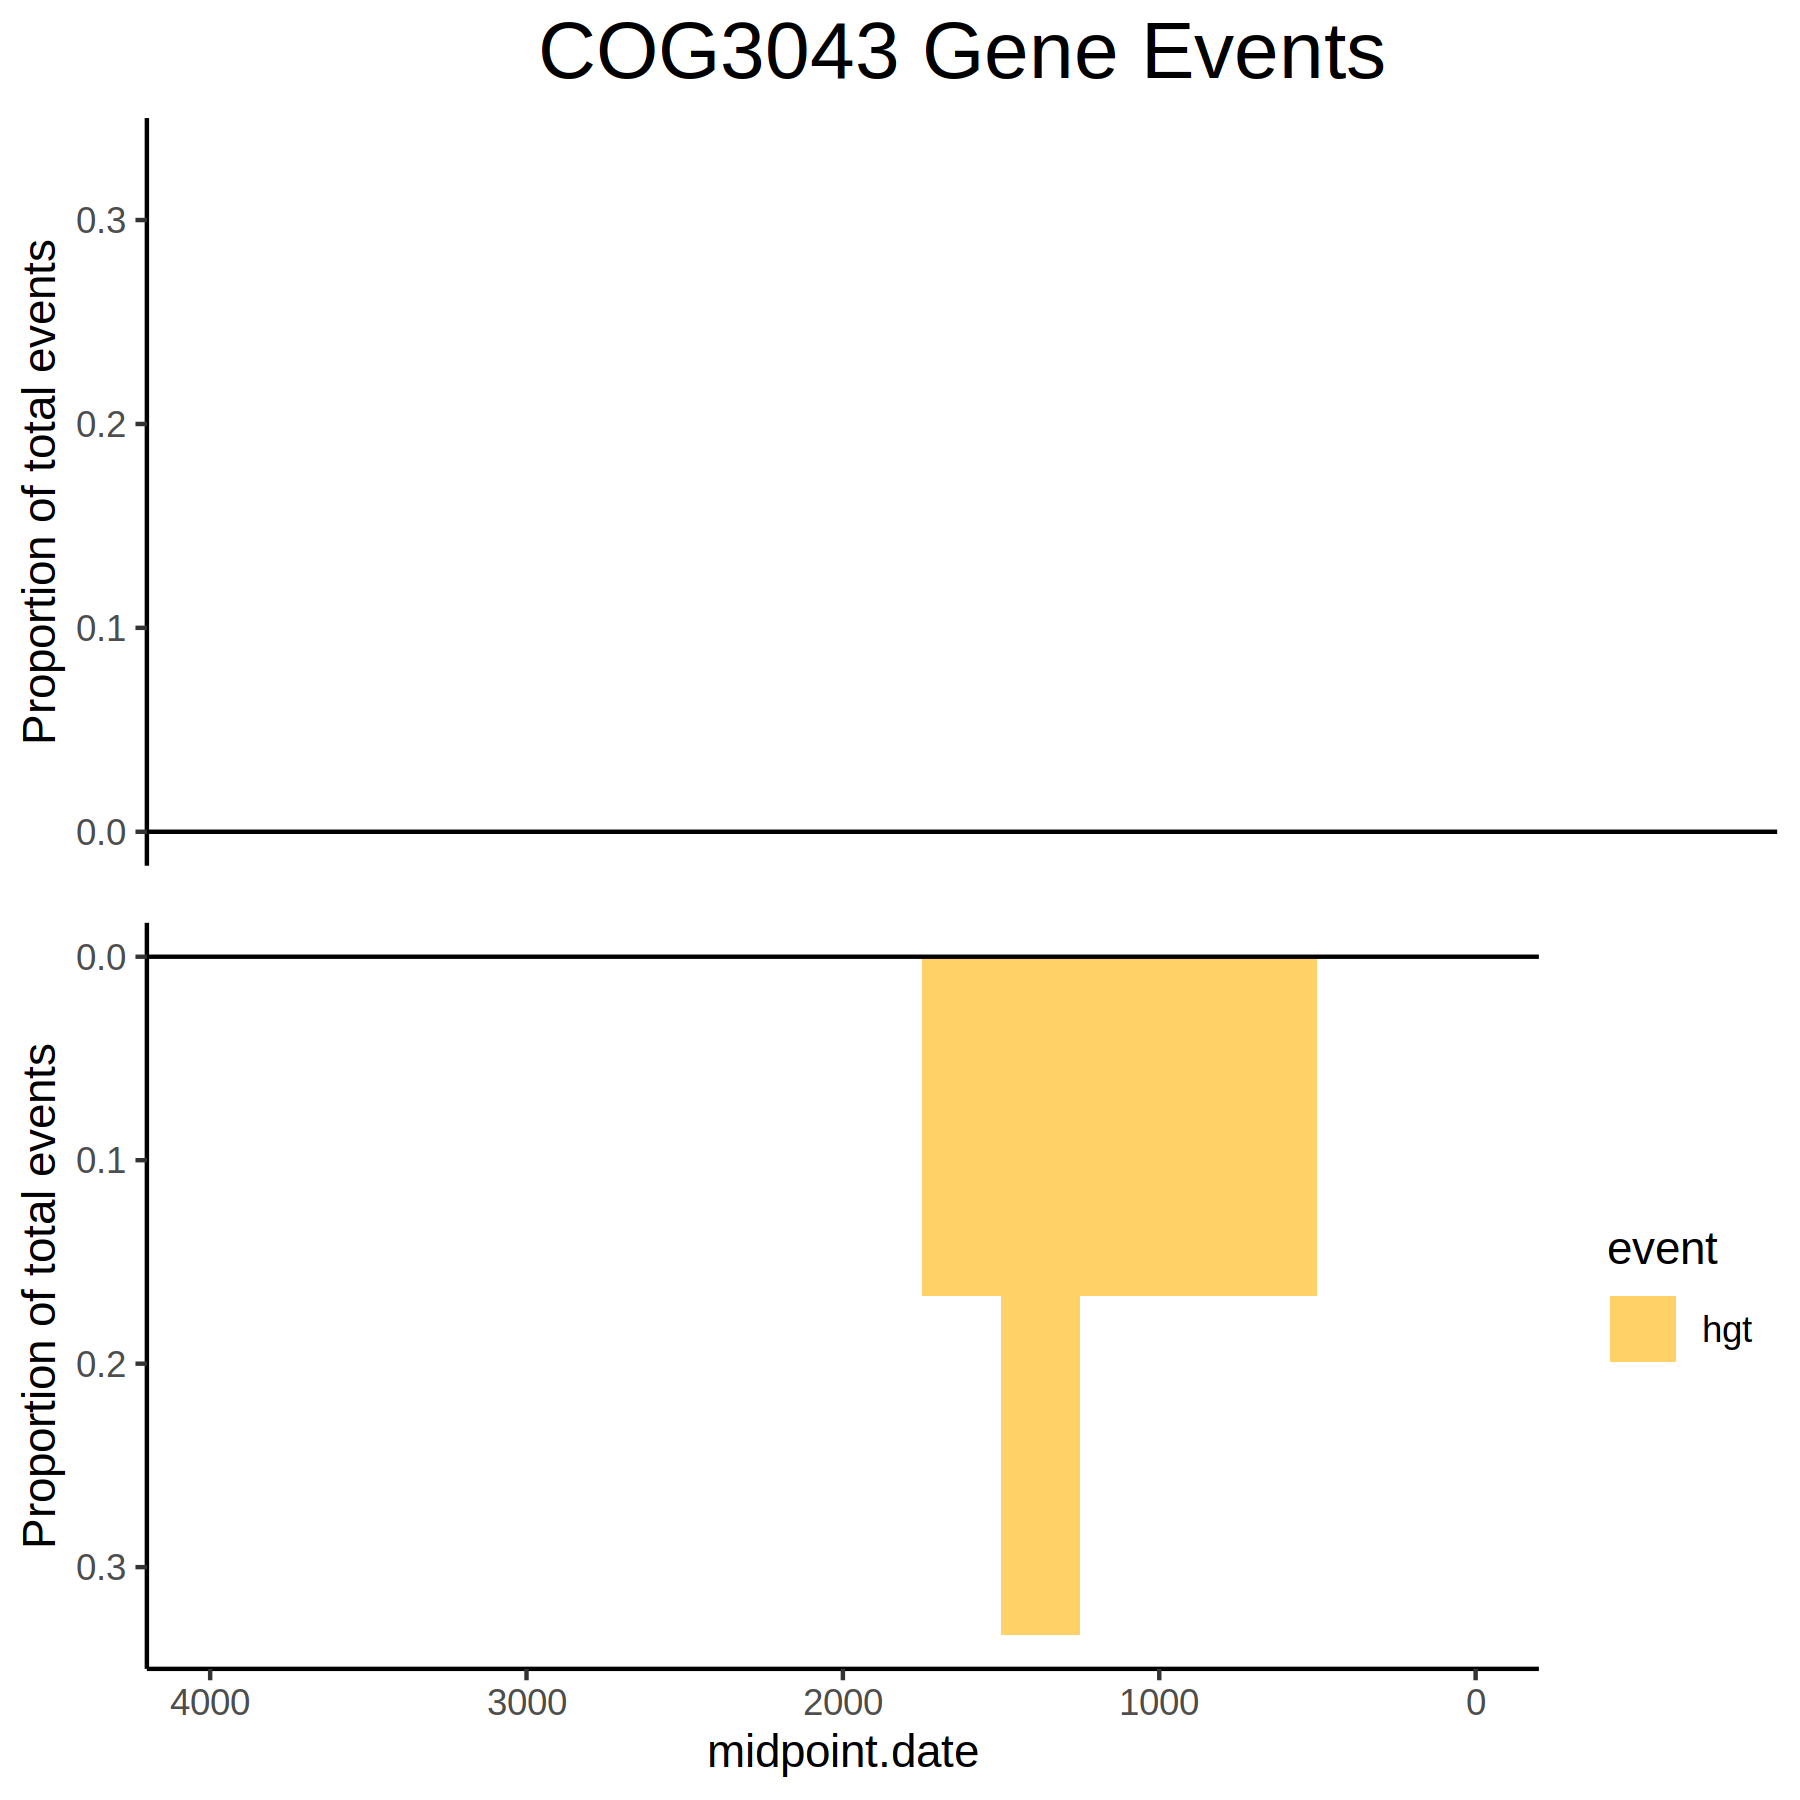 COG3043 Gene Events
Proportion of total events
0.3
0.2
0.1
0.0
Proportion of total events
0.0
0.1
0.2
0.3
4000 3000 2000 1000 0
midpoint.date
event
hgt